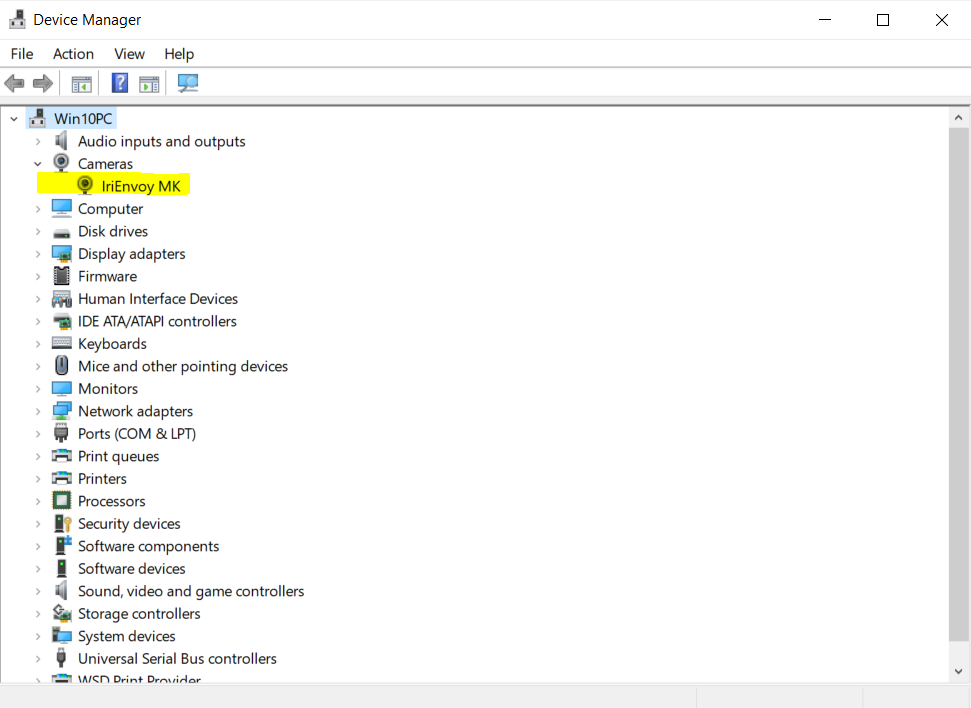 Device Manager
File Action View Help
Win10PC
Audio inputs and outputs
Cameras
IriEnvoy MK
Computer
Disk drives
Display adapters
Firmware
Human Interface Devices
IDE ATA/ATAPI controllers
Keyboards
Mice and other pointing devices
Monitors
Network adapters
Ports (COM & LPT)
Print queues
Printers
Processors
Security devices
Software components
Software devices
Sound, video and game controllers
Storage controllers
System devices
Universal Serial Bus controllers
WSD Print Provider